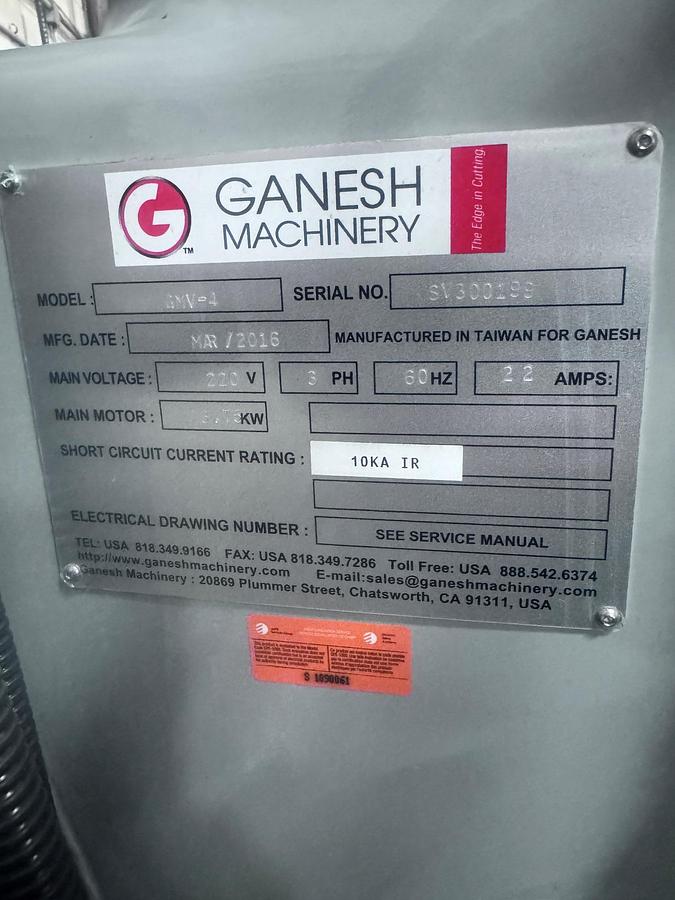 G
TM
GANESH
MACHINERY
The Edge in Cutting
MODEL :
SERIAL NO.
MFG. DATE : MAR/2016 MANUFACTURED IN TAIWAN FOR GANESH
MAIN VOLTAGE : 220 V 3 PH 60 HZ 22 AMPS:
MAIN MOTOR : KW
SHORT CIRCUIT CURRENT RATING : 10KA IR
ELECTRICAL DRAWING NUMBER : SEE SERVICE MANUAL
TEL: USA 818.349.9166 FAX: USA 818.349.7286 Toll Free: USA 888.542.6374
http://www.ganeshmachinery.com E-mail:sales@ganeshmachinery.com
Ganesh Machinery : 20869 Plummer Street, Chatsworth, CA 91311, USA
S 1090061